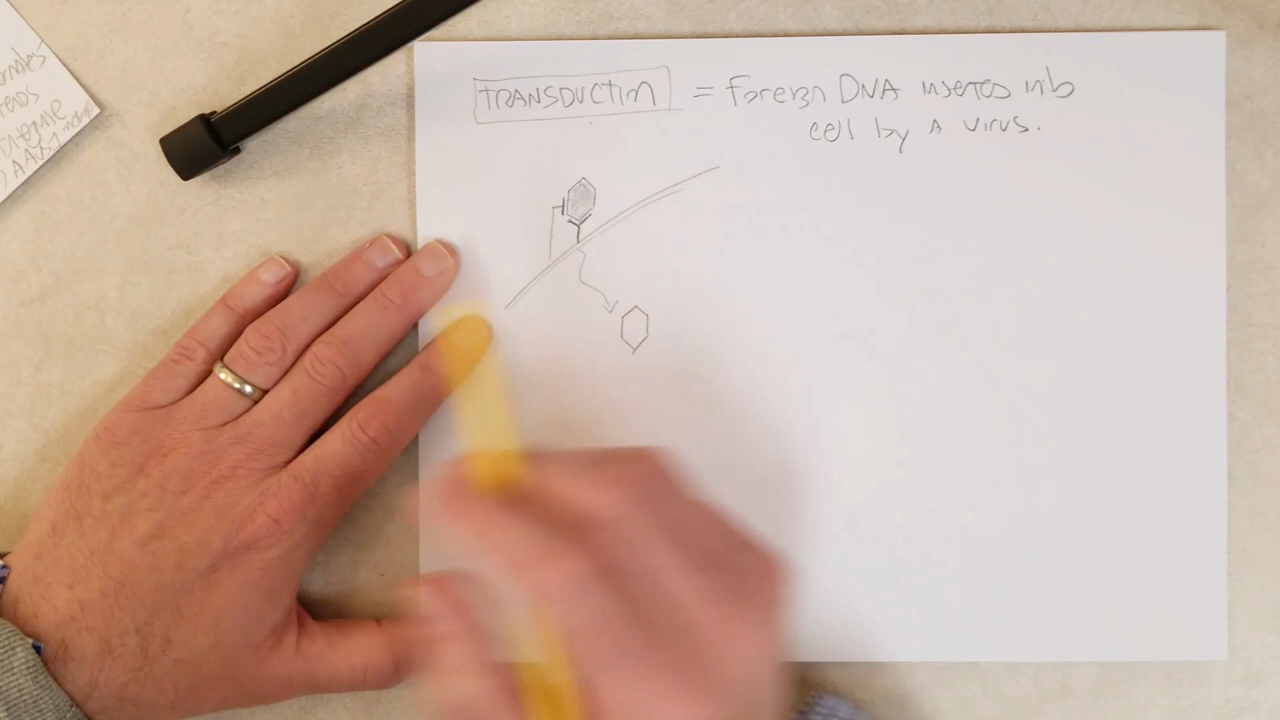 TRANSDUCTION = Foreign DNA inserted into
cell by a virus.